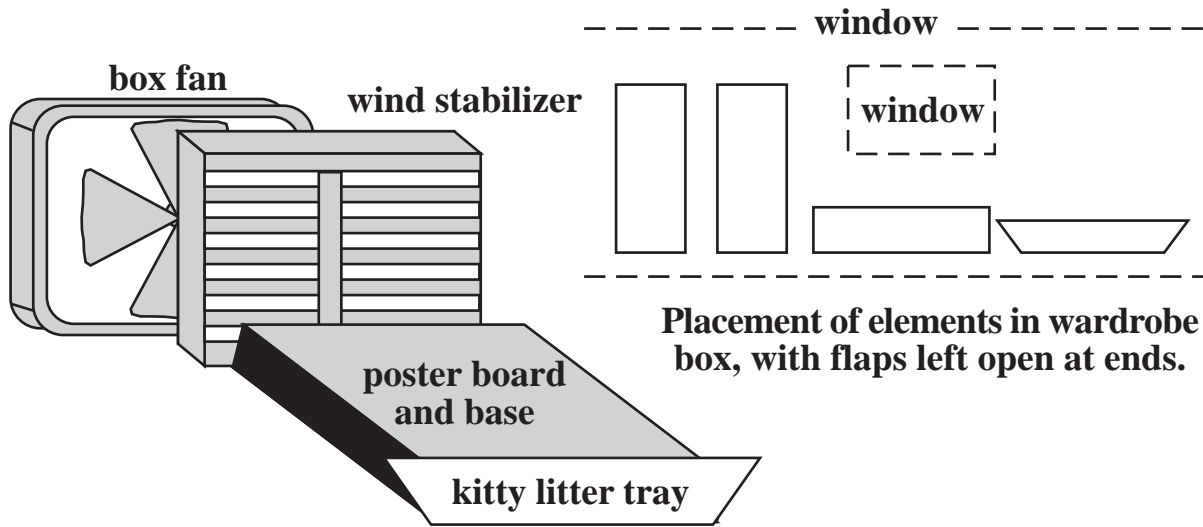 window
box fan
wind stabilizer
window
Placement of elements in wardrobe
box, with flaps left open at ends.
poster board
and base
kitty litter tray